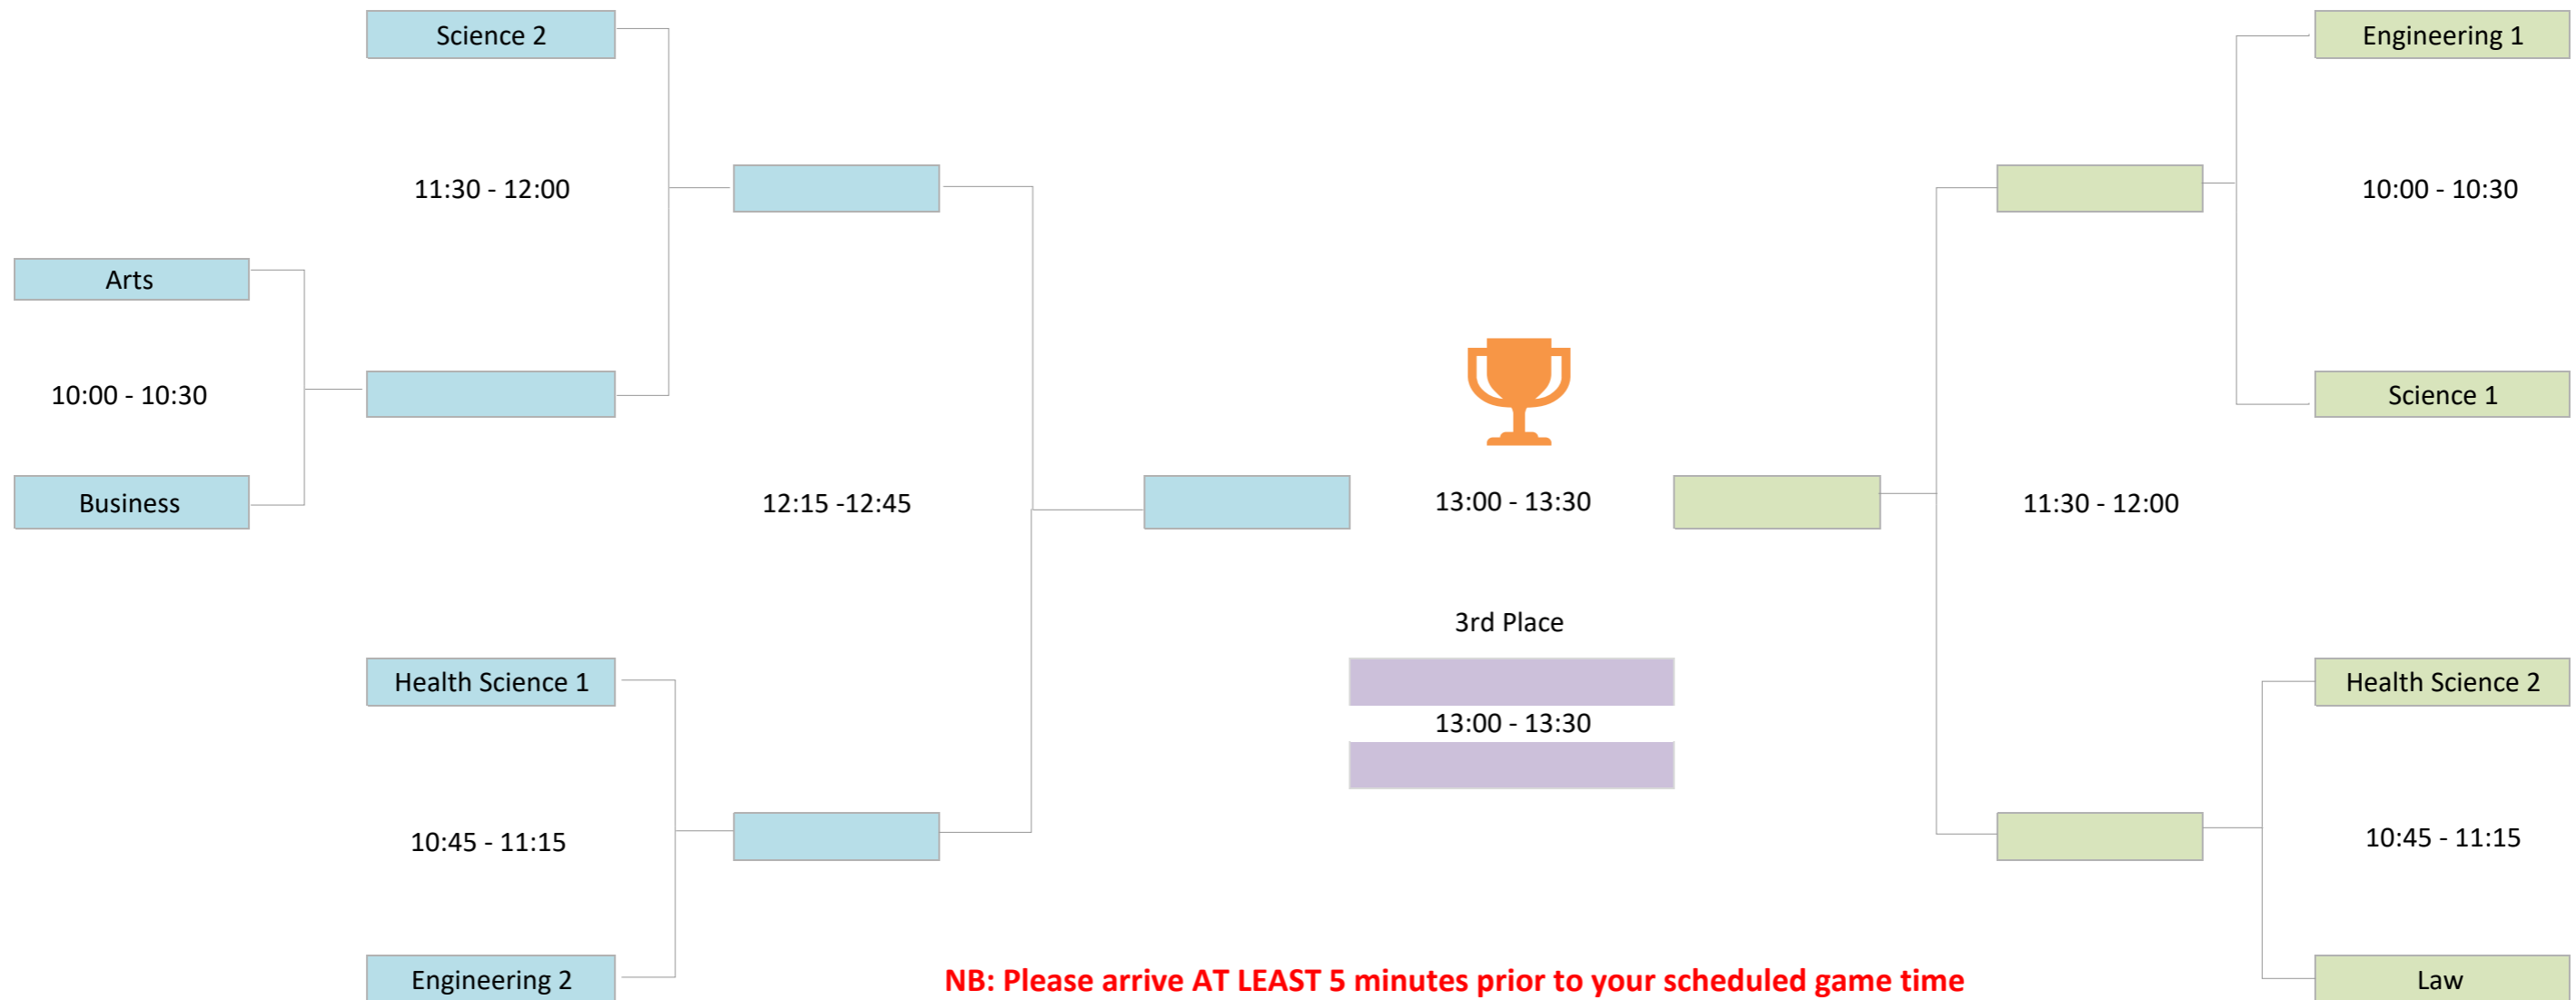 Science 2
Engineering 1
11:30 - 12:00
10:00 - 10:30
Arts
10:00 - 10:30
Science 1
Business
12:15 -12:45
13:00 - 13:30
11:30 - 12:00
3rd Place
Health Science 1
Health Science 2
13:00 - 13:30
10:45 - 11:15
10:45 - 11:15
Engineering 2
NB: Please arrive AT LEAST 5 minutes prior to your scheduled game time
Law